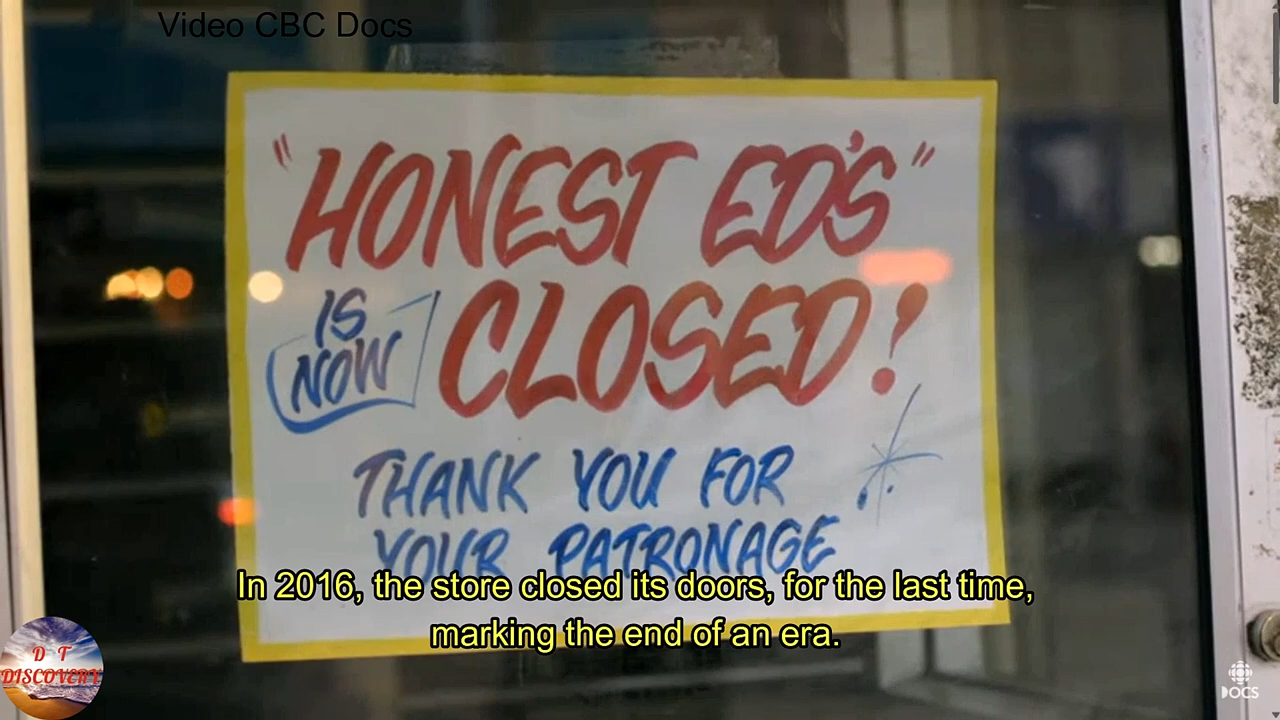 Video CBC Docs
"HONEST ED'S"
IS
NOW
CLOSED!
THANK YOU FOR
YOUR PATRONAGE
In 2016, the store closed its doors, for the last time,
marking the end of an era.
D T
DISCOVERY
DOCS